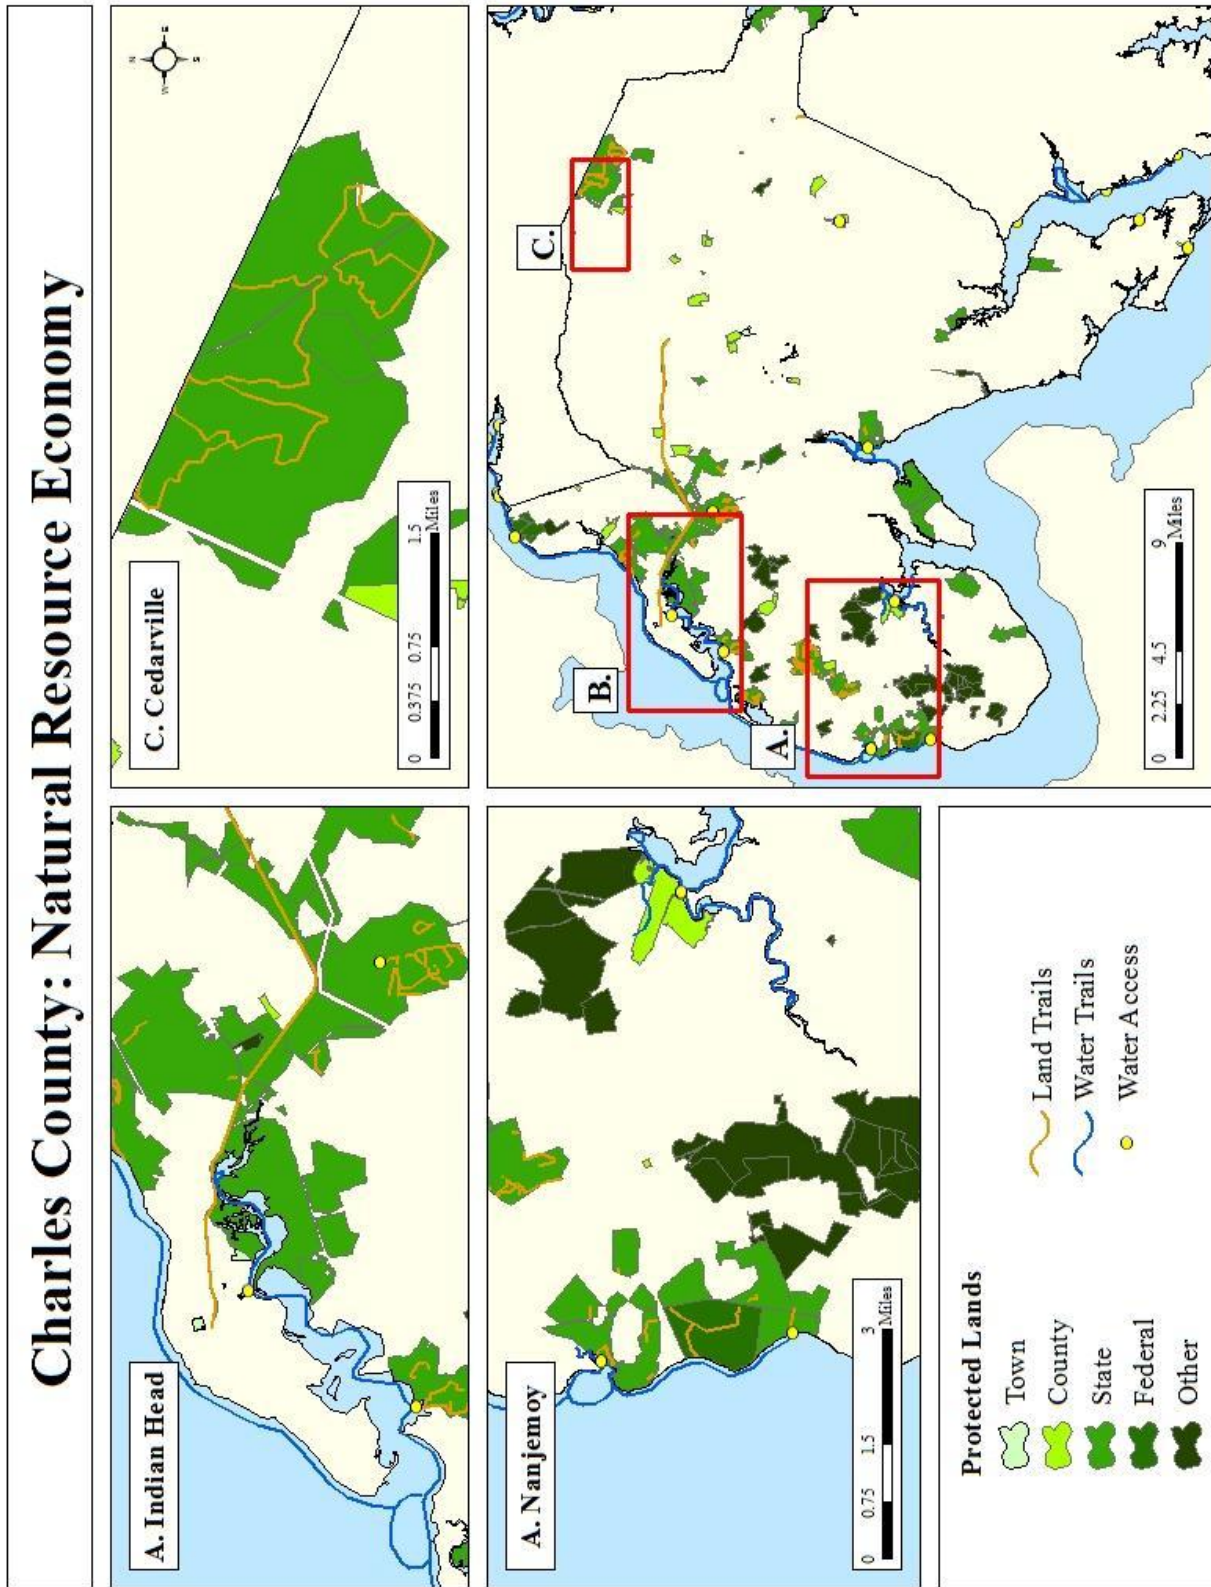 Charles County: Natural Resource Economy
A. Indian Head
C. Cedarville
N
W
E
S
0
0.375
0.75
1.5
Miles
A. Nanjemoy
0
0.75
1.5
3
Miles
A.
B.
C.
0
2.25
4.5
9
Miles
Protected Lands
Town
County
State
Federal
Other
Land Trails
Water Trails
Water Access